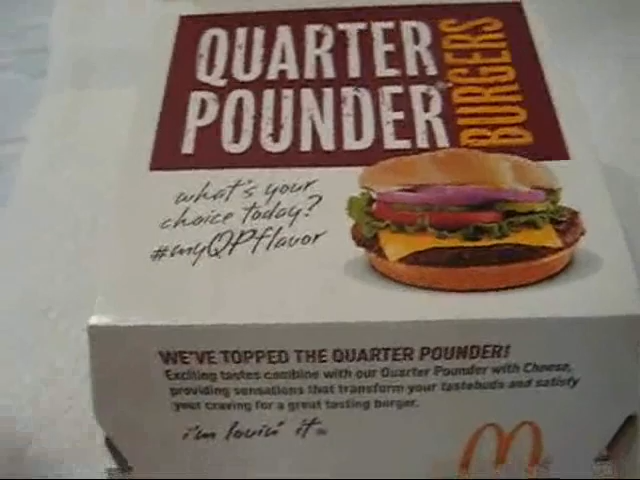 QUARTER
POUNDER
BURGERS
what's your
choice today?
#myQPflavor
WE'VE TOPPED THE QUARTER POUNDER!
Exciting tastes combine with our Quarter Pounder with Cheese,
providing sensations that transform your tastebuds and satisfy
your craving for a great tasting burger.
i'm lovin' it